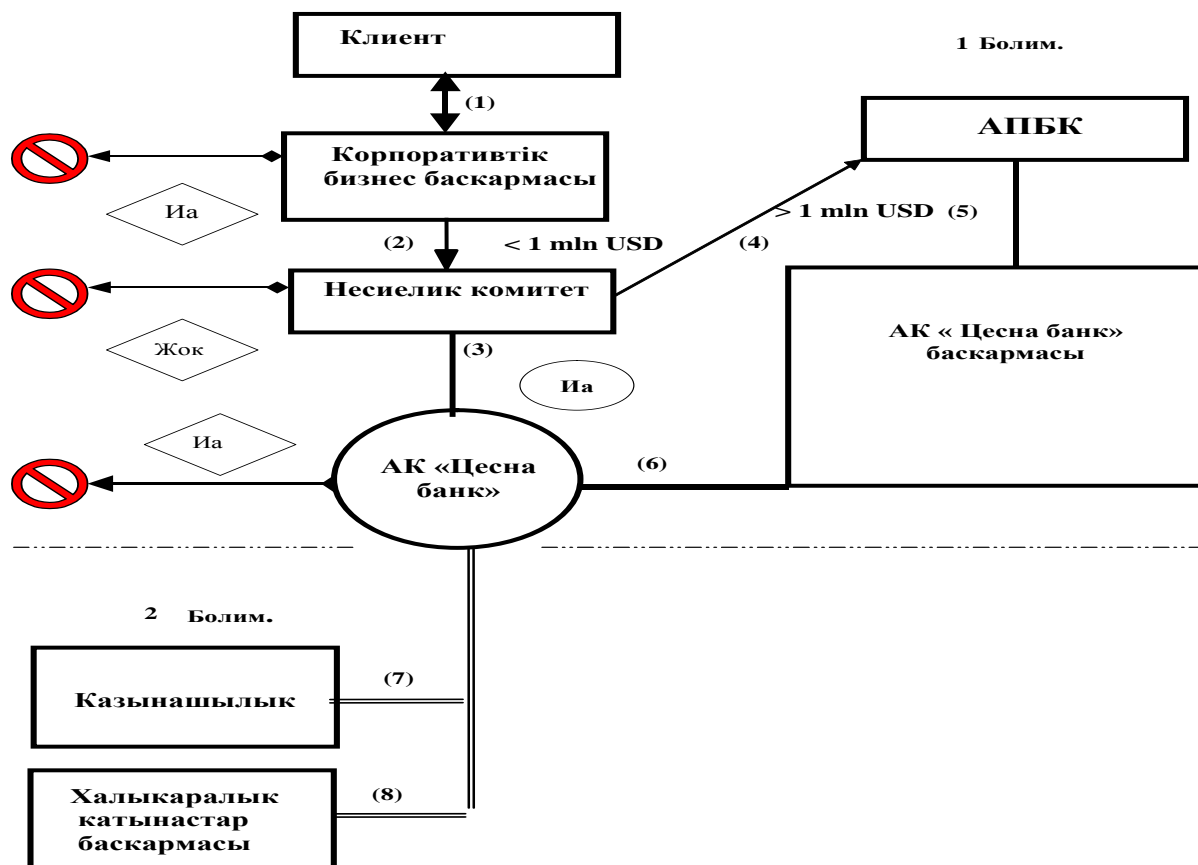 Клиент
1 Болим.
(1)
АПБК
Корпоративтік
бизнес баскармасы
Иа
> 1 mln USD (5)
(2)
< 1 mln USD
(4)
Несиелик комитет
АК « Цесна банк»
баскармасы
Жок
(3)
Иа
Иа
АК «Цесна
банк»
(6)
2 Болим.
(7)
Казынашылык
(8)
Халыкаралык
катынастар
баскармасы